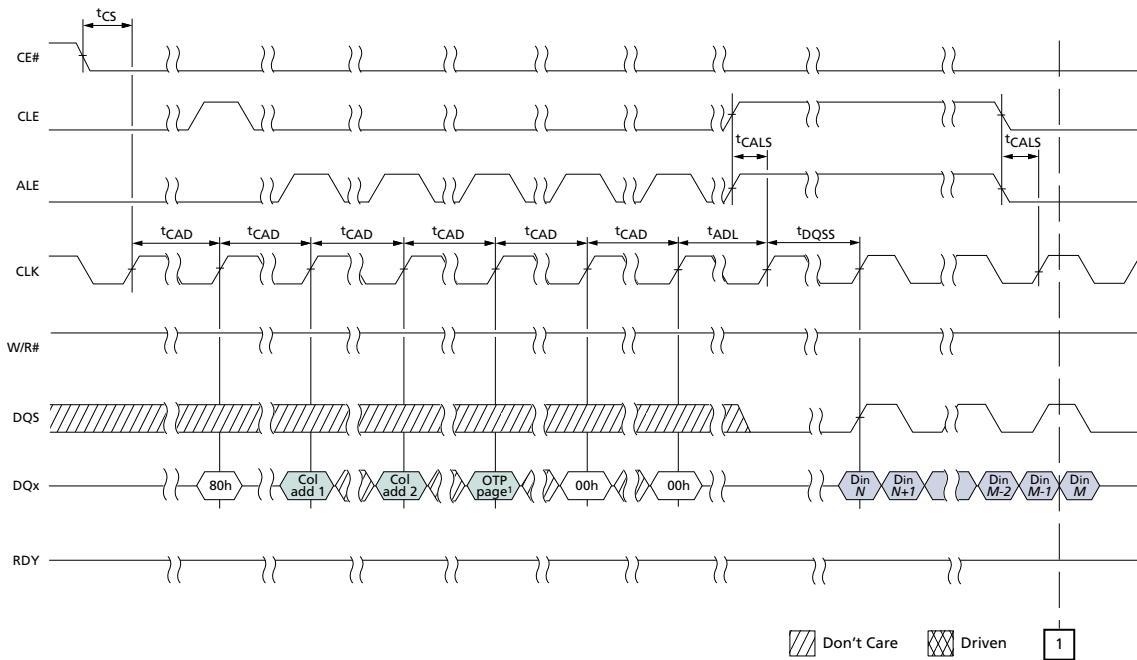 tCS
CE#
CLE
tCALS
tCALS
ALE
tCAD
tCAD
tCAD
tCAD
tCAD
tCAD
tADL
tDQSS
CLK
W/R#
DQS
DQx
80h
Col
add 1
Col
add 2
OTP
page1
00h
00h
Din
N
Din
N+1
Din
M-2
Din
M-1
Din
M
RDY
Don't Care
Driven
1